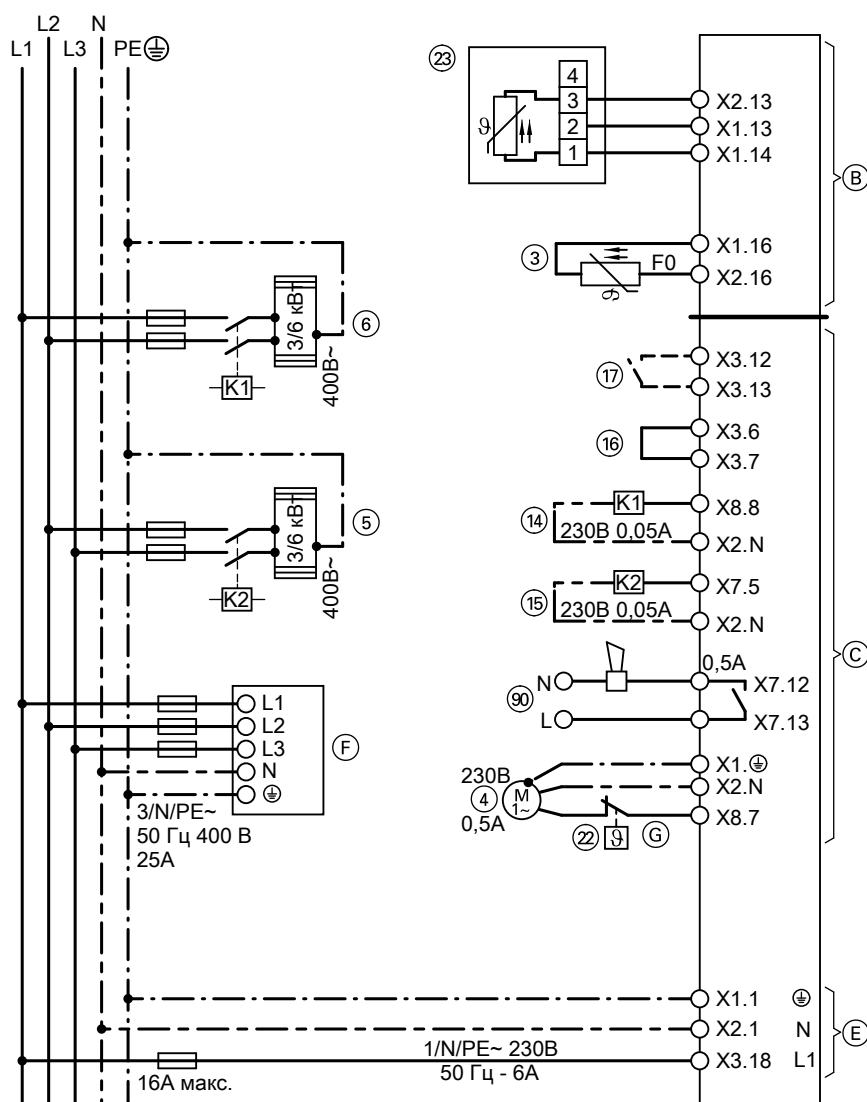 L1 L2 L3 N PE
23
4
3
2
1
ϑ
X2.13
X1.13
X1.14
B
3
F0
ϑ
X1.16
X2.16
3/6 кВт
400В~
6
K1
17
X3.12
X3.13
16
X3.6
X3.7
3/6 кВт
400В~
5
K2
14
K1
230В 0,05А
X8.8
X2.N
15
K2
230В 0,05А
X7.5
X2.N
C
90
N
L
0,5А
X7.12
X7.13
L1
L2
L3
N
F
3/N/PE~
50 Гц 400 В
25А
230В
4
0,5А
M
1~
22
ϑ
G
X1.
X2.N
X8.7
X1.1
X2.1 N
X3.18 L1
E
1/N/PE~ 230В
50 Гц - 6А
16А макс.